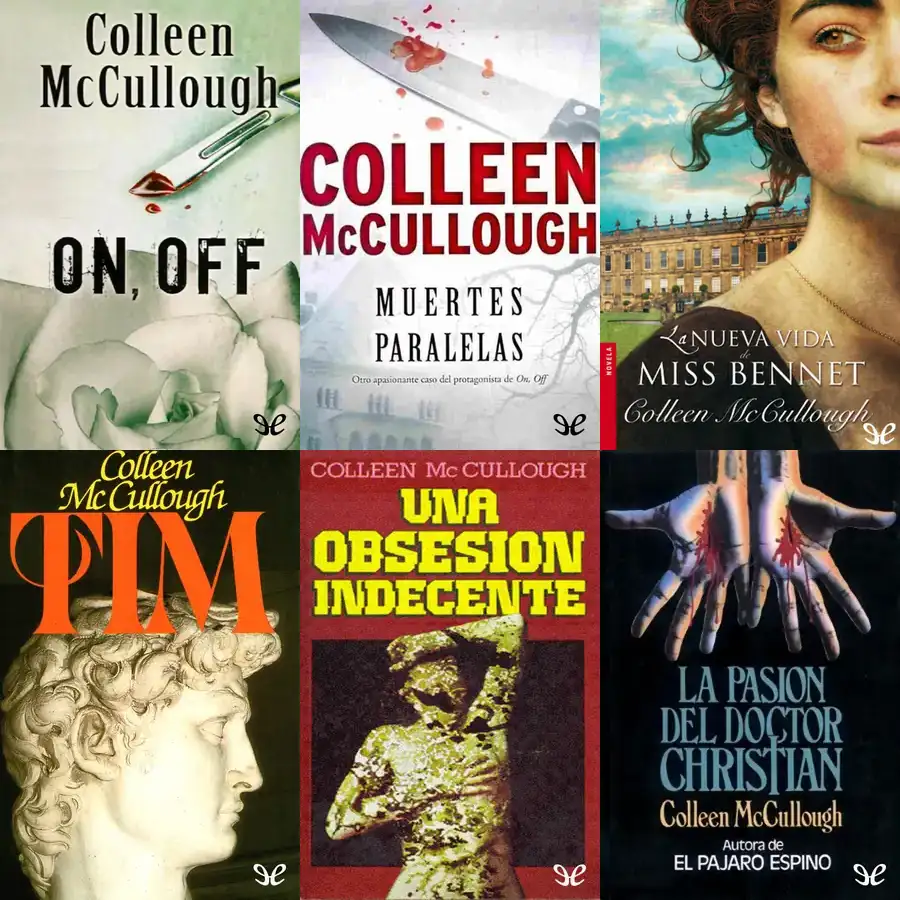 Colleen
McCullough
ON, OFF
COLLEEN
McCULLOUGH
MUERTES
PARALELAS
Otro apasionante caso del protagonista de On, Off
NOVELA
La NUEVA VIDA
de
MISS BENNET
Colleen McCullough
Colleen
McCullough
TIM
COLLEEN McCULLOUGH
UNA
OBSESION
INDECENTE
LA PASION
DEL DOCTOR
CHRISTIAN
Colleen McCullough
Autora de
EL PAJARO ESPINO